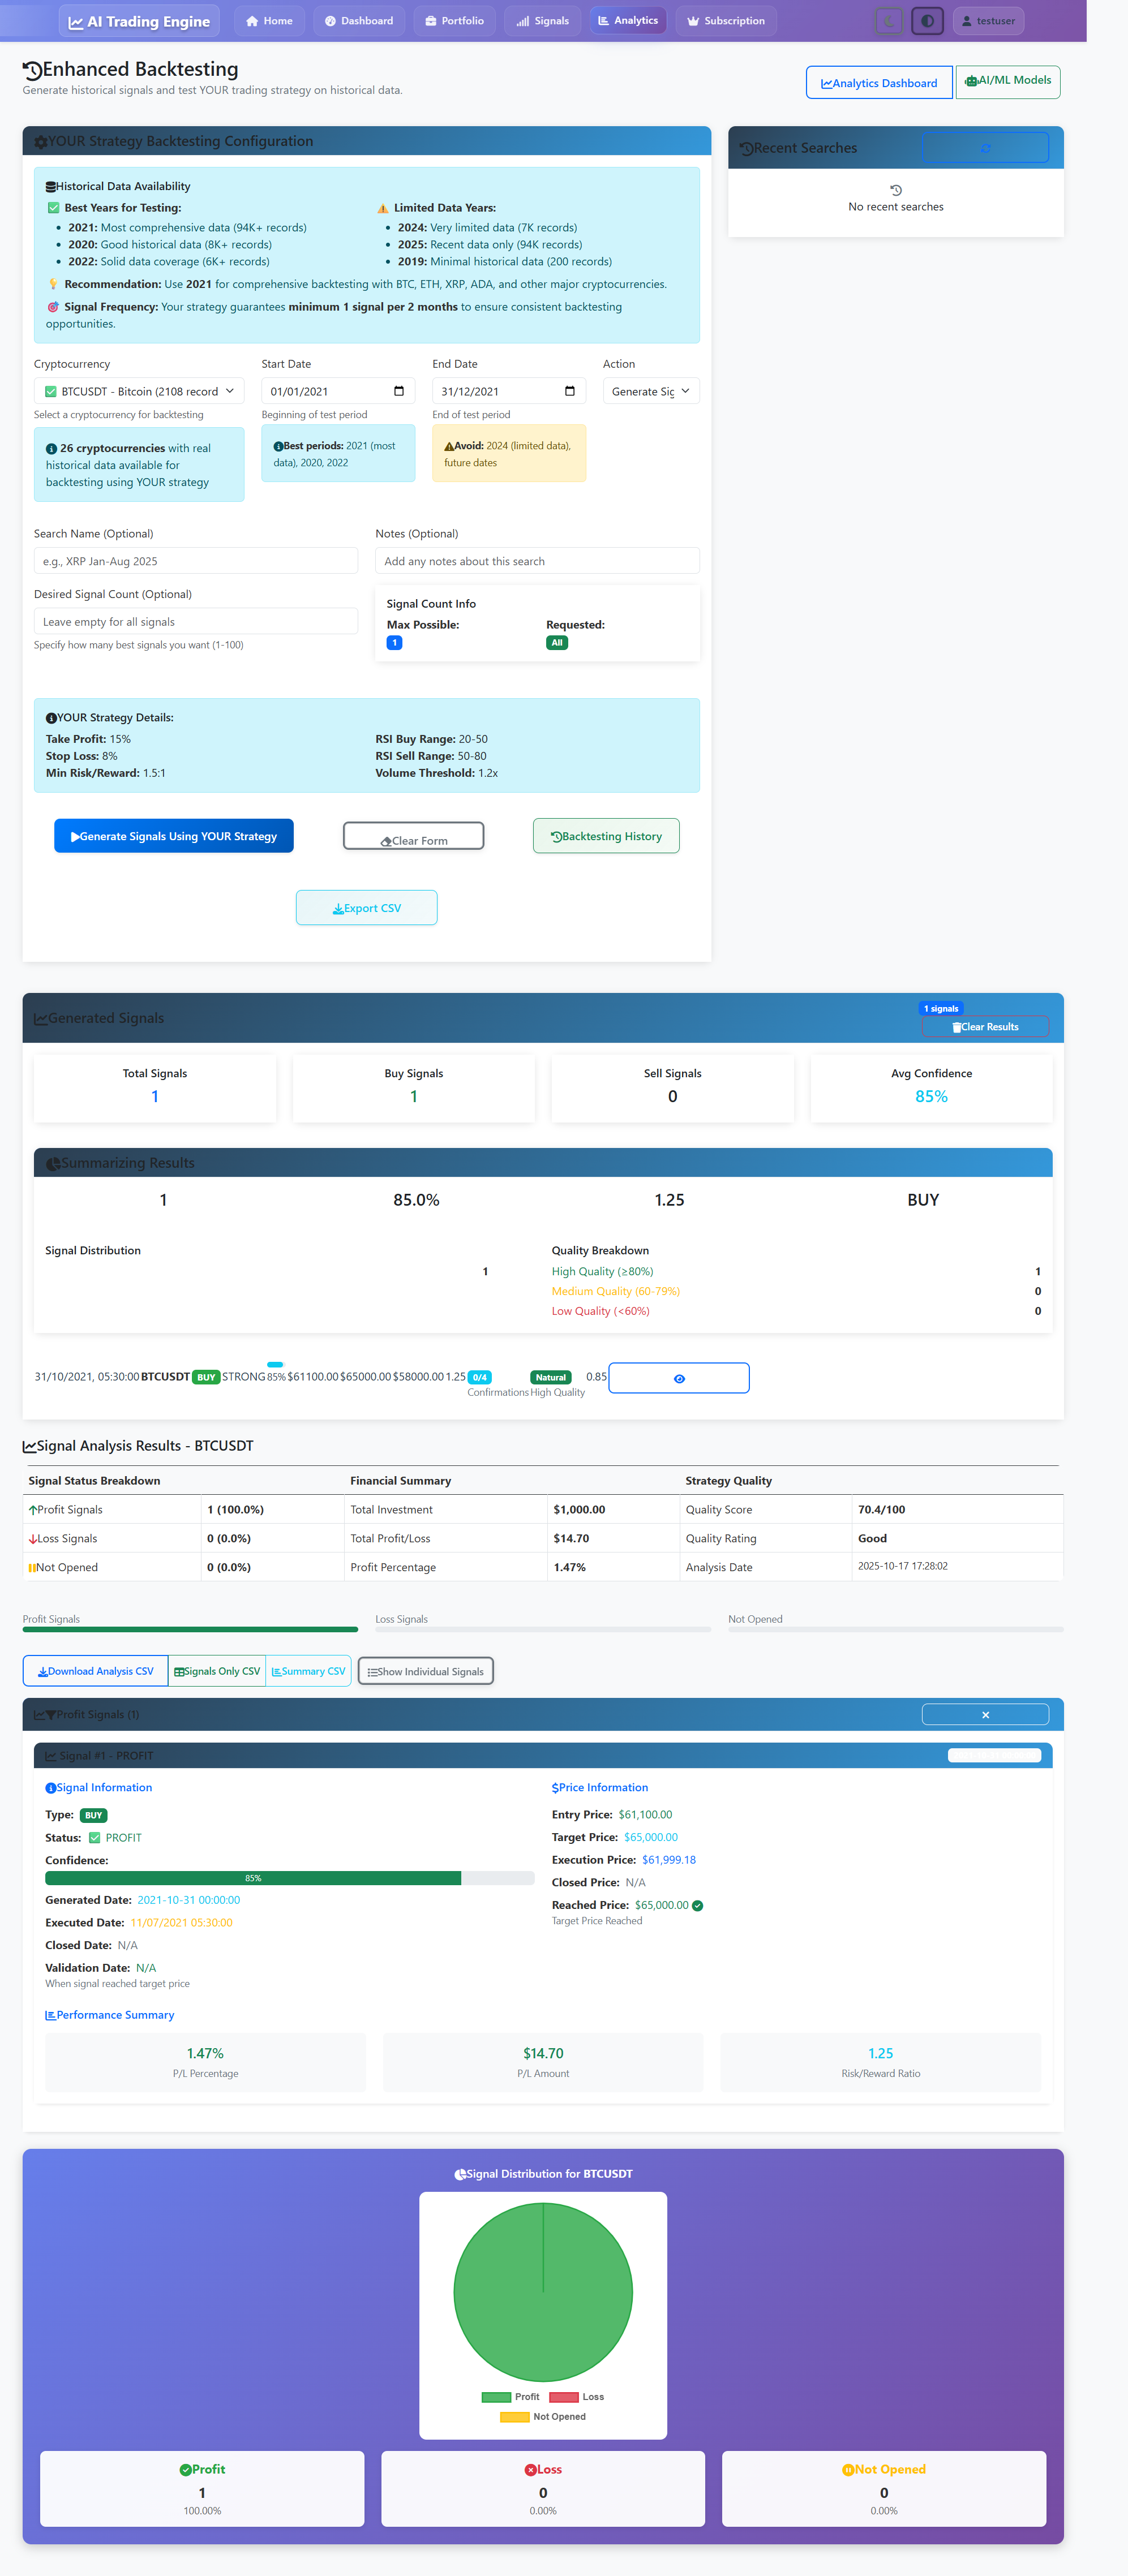 AI Trading Engine
Home
Dashboard
Portfolio
Signals
Analytics
Subscription
testuser
Enhanced Backtesting
Generate historical signals and test YOUR trading strategy on historical data.
Analytics Dashboard
AI/ML Models
YOUR Strategy Backtesting Configuration
Historical Data Availability
✅ Best Years for Testing:
• 2021: Most comprehensive data (94K+ records)
• 2020: Good historical data (8K+ records)
• 2022: Solid data coverage (6K+ records)
⚠️ Limited Data Years:
• 2024: Very limited data (7K records)
• 2025: Recent data only (94K records)
• 2019: Minimal historical data (200 records)
💡 Recommendation: Use 2021 for comprehensive backtesting with BTC, ETH, XRP, ADA, and other major cryptocurrencies.
🎯 Signal Frequency: Your strategy guarantees minimum 1 signal per 2 months to ensure consistent backtesting
opportunities.
Cryptocurrency
✅ BTCUSDT - Bitcoin (2108 record
Select a cryptocurrency for backtesting
26 cryptocurrencies with real
historical data available for
backtesting using YOUR strategy
Start Date
01/01/2021
Beginning of test period
Best periods: 2021 (most
data), 2020, 2022
End Date
31/12/2021
End of test period
Avoid: 2024 (limited data),
future dates
Action
Generate Sig
Search Name (Optional)
e.g., XRP Jan-Aug 2025
Notes (Optional)
Add any notes about this search
Desired Signal Count (Optional)
Leave empty for all signals
Specify how many best signals you want (1-100)
Signal Count Info
Max Possible:
1
Requested:
All
YOUR Strategy Details:
Take Profit: 15%
Stop Loss: 8%
Min Risk/Reward: 1.5:1
RSI Buy Range: 20-50
RSI Sell Range: 50-80
Volume Threshold: 1.2x
Generate Signals Using YOUR Strategy
Clear Form
Backtesting History
Export CSV
Recent Searches
No recent searches
Generated Signals
1 signals
Clear Results
Total Signals
1
Buy Signals
1
Sell Signals
0
Avg Confidence
85%
Summarizing Results
1
85.0%
1.25
BUY
Signal Distribution
1
Quality Breakdown
High Quality (≥80%) 1
Medium Quality (60-79%) 0
Low Quality (<60%) 0
31/10/2021, 05:30:00 BTCUSDT BUY STRONG 85% $61100.00 $65000.00 $58000.00 1.25 0/4 Natural 0.85
Confirmations High Quality
Signal Analysis Results - BTCUSDT
Signal Status Breakdown Financial Summary Strategy Quality
Profit Signals 1 (100.0%) Total Investment $1,000.00 Quality Score 70.4/100
Loss Signals 0 (0.0%) Total Profit/Loss $14.70 Quality Rating Good
Not Opened 0 (0.0%) Profit Percentage 1.47% Analysis Date 2025-10-17 17:28:02
Profit Signals
Loss Signals
Not Opened
Download Analysis CSV
Signals Only CSV
Summary CSV
Show Individual Signals
Profit Signals (1)
Signal #1 - PROFIT
Signal Information
Type: BUY
Status: ✅ PROFIT
Confidence:
85%
Generated Date: 2021-10-31 00:00:00
Executed Date: 11/07/2021 05:30:00
Closed Date: N/A
Validation Date: N/A
When signal reached target price
Price Information
Entry Price: $61,100.00
Target Price: $65,000.00
Execution Price: $61,999.18
Closed Price: N/A
Reached Price: $65,000.00
Target Price Reached
Performance Summary
1.47%
P/L Percentage
$14.70
P/L Amount
1.25
Risk/Reward Ratio
Signal Distribution for BTCUSDT
Profit
Loss
Not Opened
Profit
1
100.00%
Loss
0
0.00%
Not Opened
0
0.00%